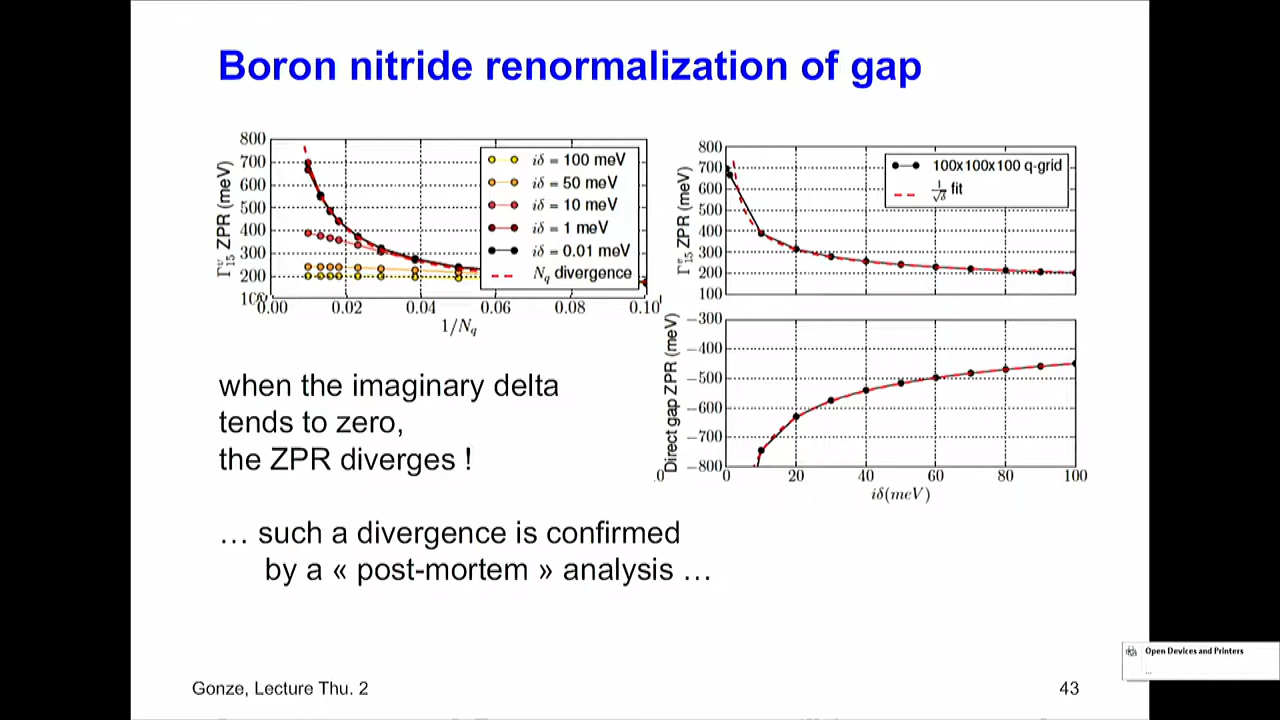 Boron nitride renormalization of gap
800
700
600
500
400
300
200
100
Γᵛ₁₅ ZPR (meV)
iδ = 100 meV
iδ = 50 meV
iδ = 10 meV
iδ = 1 meV
iδ = 0.01 meV
N_q divergence
0.00 0.02 0.04 0.06 0.08 0.10
1/N_q
800
700
600
500
400
300
200
100
Γᵛ₁₅ ZPR (meV)
100x100x100 q-grid
1/√δ fit
−300
−400
−500
−600
−700
−800
Direct gap ZPR (meV)
0 20 40 60 80 100
iδ(meV)
when the imaginary delta
tends to zero,
the ZPR diverges !
… such a divergence is confirmed
by a « post-mortem » analysis …
Gonze, Lecture Thu. 2
43
Open Devices and Printers
...